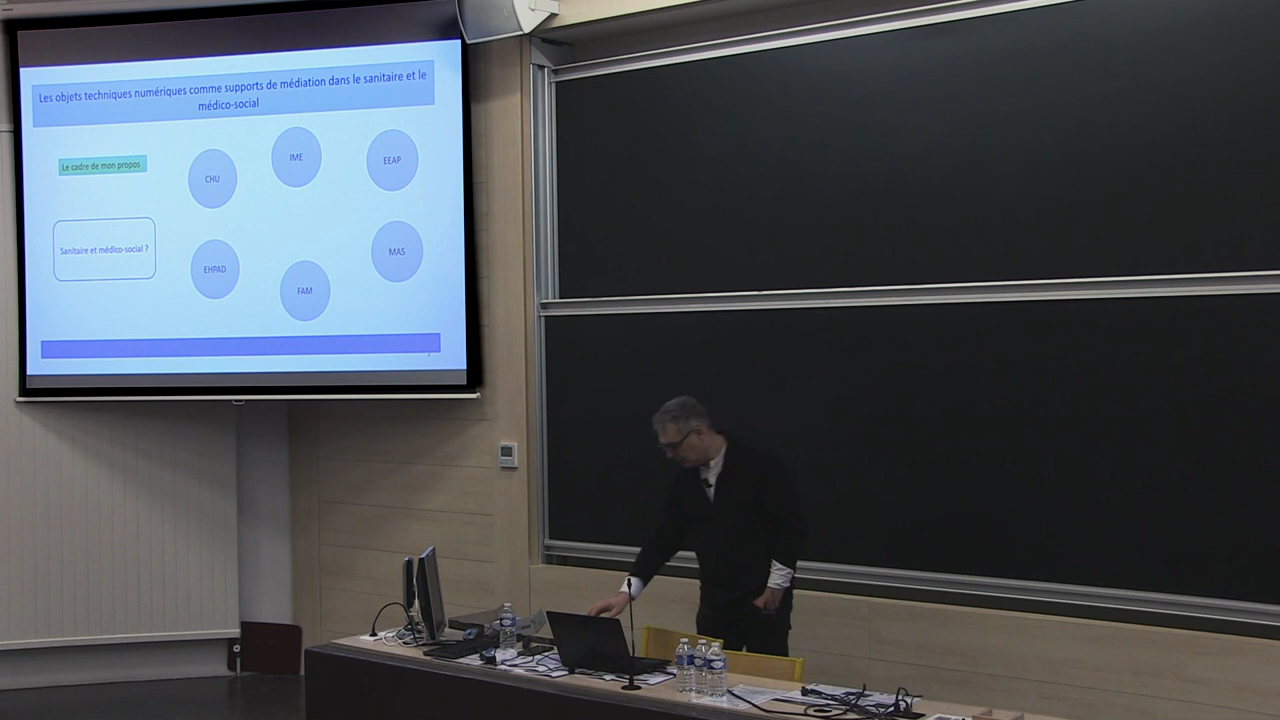 Les objets techniques numériques comme supports de médiation dans le sanitaire et le
médico-social
Le cadre de mon propos
CHU
IME
EEAP
Sanitaire et médico-social ?
EHPAD
FAM
MAS